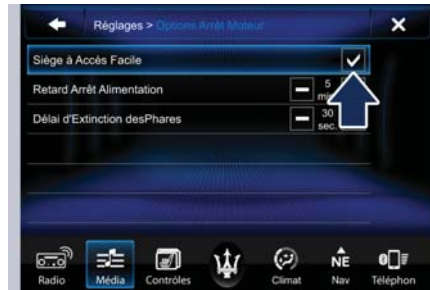 Réglages > Options Arrêt Moteur
Siège à Accès Facile
Retard Arrêt Alimentation
5
min
Délai d'Extinction desPhares
30
sec.
Radio
Média
Contrôles
Climat
NE
Nav
Téléphon